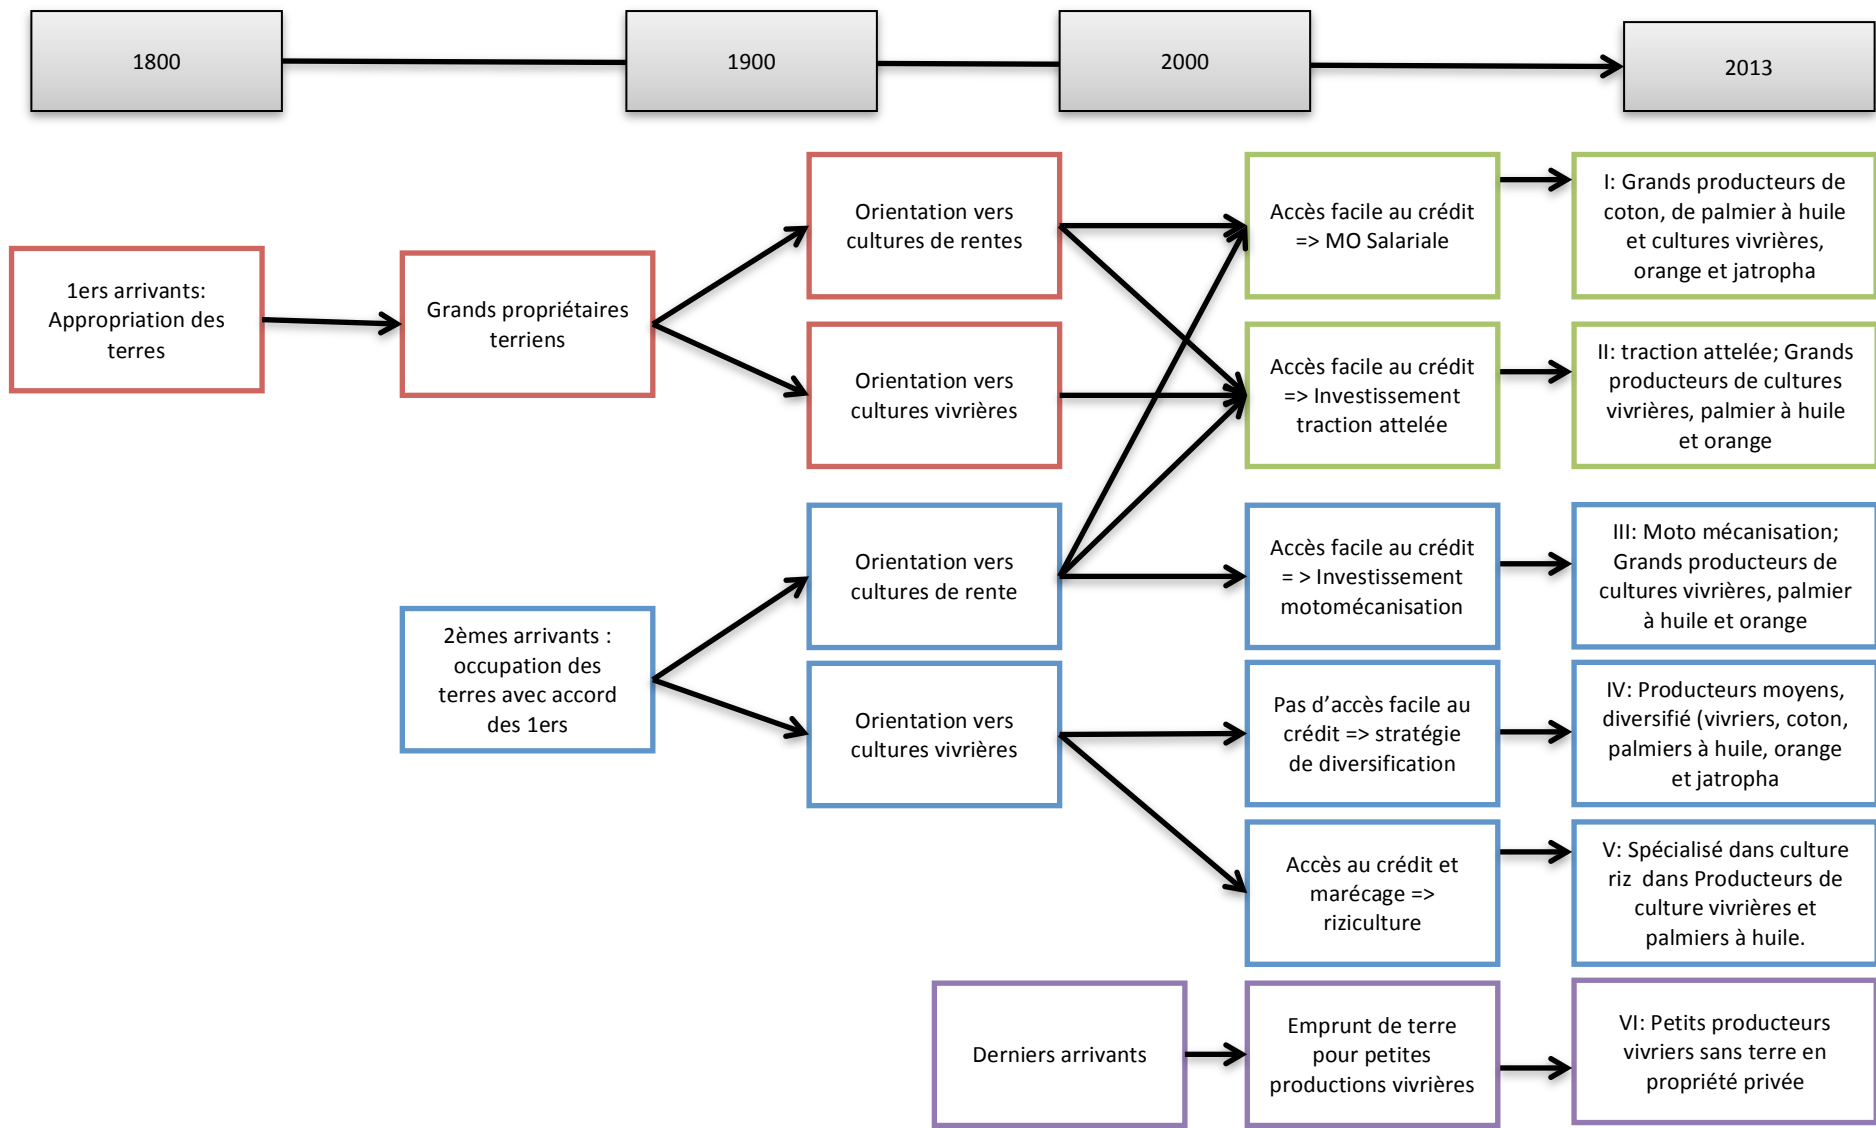 1800
1900
2000
2013
1ers arrivants:
Appropriation des
terres
Grands propriétaires
terriens
Orientation vers
cultures de rentes
Accès facile au crédit
=> MO Salariale
I: Grands producteurs de
coton, de palmier à huile
et cultures vivrières,
orange et jatropha
Orientation vers
cultures vivrières
Accès facile au crédit
=> Investissement
traction attelée
II: traction attelée; Grands
producteurs de cultures
vivrières, palmier à huile
et orange
2èmes arrivants :
occupation des
terres avec accord
des 1ers
Orientation vers
cultures de rente
Accès facile au crédit
= > Investissement
motomécanisation
III: Moto mécanisation;
Grands producteurs de
cultures vivrières, palmier
à huile et orange
Orientation vers
cultures vivrières
Pas d’accès facile au
crédit => stratégie
de diversification
IV: Producteurs moyens,
diversifié (vivriers, coton,
palmiers à huile, orange
et jatropha
Accès au crédit et
marécage =>
riziculture
V: Spécialisé dans culture
riz dans Producteurs de
culture vivrières et
palmiers à huile.
Derniers arrivants
Emprunt de terre
pour petites
productions vivrières
VI: Petits producteurs
vivriers sans terre en
propriété privée